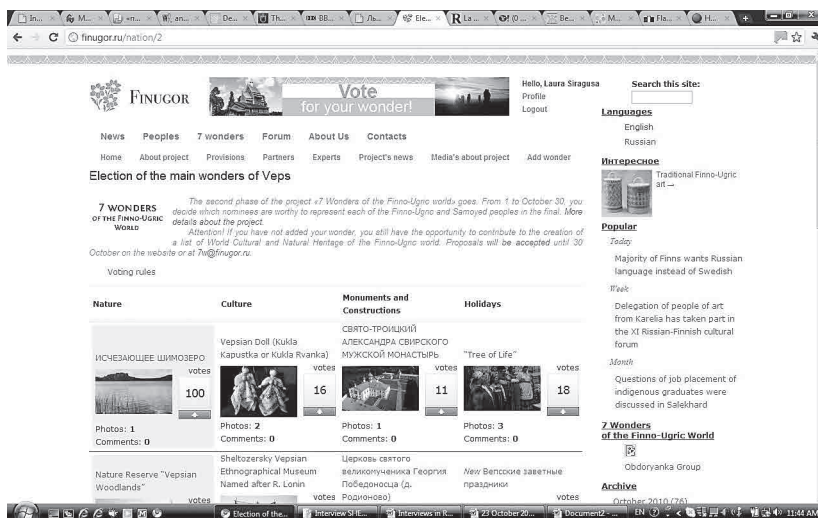 finugor.ru/nation/2
FINUGOR
Vote
for your wonder!
Hello, Laura Siragusa
Profile
Logout
Search this site:
News Peoples 7 wonders Forum About Us Contacts
Home About project Provisions Partners Experts Project's news Media's about project Add wonder
Election of the main wonders of Veps
7 WONDERS
OF THE FINNO-UGRIC
WORLD
The second phase of the project «7 Wonders of the Finno-Ugric world» goes. From 1 to October 30, you
decide which nominees are worthy to represent each of the Finno-Ugric and Samoyed peoples in the final. More
details about the project.
Attention! If you have not added your wonder, you still have the opportunity to contribute to the creation of
a list of World Cultural and Natural Heritage of the Finno-Ugric world. Proposals will be accepted until 30
October on the website or at 7w@finugor.ru.
Voting rules
Nature
Culture
Monuments and
Constructions
Holidays
ИСЧЕЗАЮЩЕЕ ШИМОЗЕРО
votes
100
Photos: 1
Comments: 0
Vepsian Doll (Kukla
Kapustka or Kukla Rvanka)
votes
16
Photos: 2
Comments: 0
СВЯТО-ТРОИЦКИЙ
АЛЕКСАНДРА СВИРСКОГО
МУЖСКОЙ МОНАСТЫРЬ
votes
11
Photos: 1
Comments: 0
"Tree of Life"
votes
18
Photos: 3
Comments: 0
Nature Reserve "Vepsian
Woodlands"
votes
Sheltozersky Vepsian
Ethnographical Museum
Named after R. Lonin
votes
Церковь святого
великомученика Георгия
Победоносца (д.
Родионово)
votes
New Вепсские заветные
праздники
votes
Languages
English
Russian
Интересное
Traditional Finno-Ugric
art →
Popular
Today
Majority of Finns wants Russian
language instead of Swedish
Week
Delegation of people of art
from Karelia has taken part in
the XI Rissian-Finnish cultural
forum
Month
Questions of job placement of
indigenous graduates were
discussed in Salekhard
7 Wonders
of the Finno-Ugric World
Obdoryanka Group
Archive
October 2010 (76)
Election of the... Interview SHE... Interviews in R... 23 October 20... Document2 - ... EN 11:44 AM